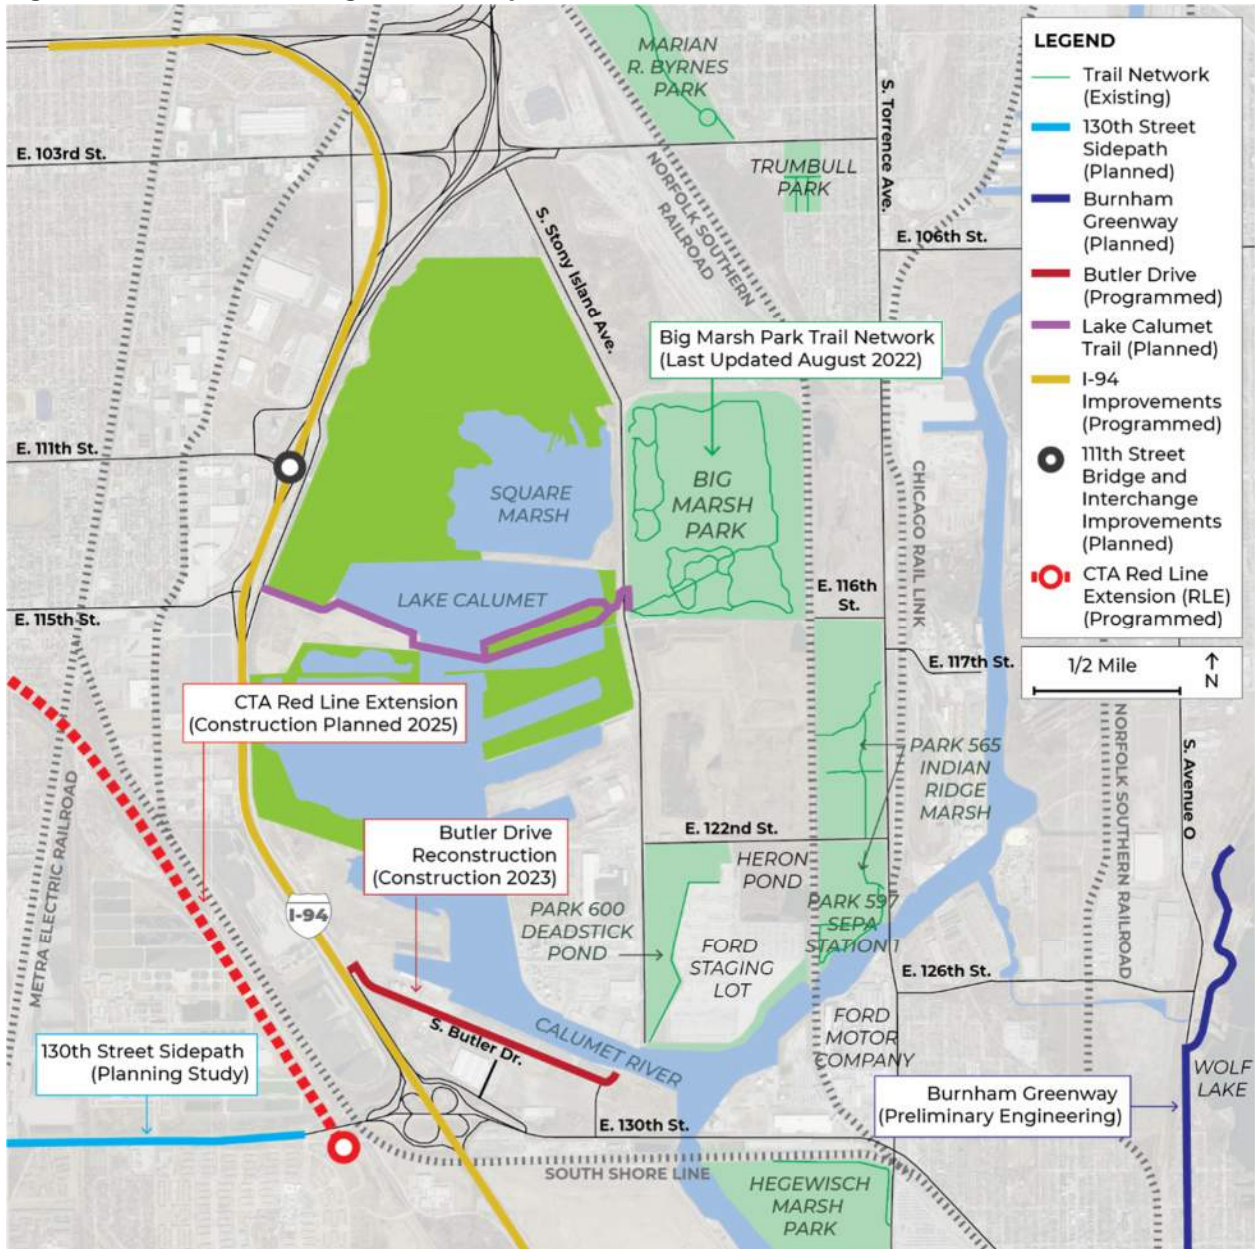 MARIAN
R. BYRNES
PARK
E. 103rd St.
TRUMBULL
PARK
NORFOLK SOUTHERN
RAILROAD
S. Torrence Ave.
E. 106th St.
S. Stony Island Ave.
Big Marsh Park Trail Network
(Last Updated August 2022)
E. 111th St.
SQUARE
MARSH
BIG
MARSH
PARK
CHICAGO RAIL LINK
E. 116th
St.
LAKE CALUMET
E. 115th St.
E. 117th St.
CTA Red Line Extension
(Construction Planned 2025)
PARK 565
INDIAN
RIDGE
MARSH
NORFOLK SOUTHERN RAILROAD
S. Avenue O
METRA ELECTRIC RAILROAD
Butler Drive
Reconstruction
(Construction 2023)
E. 122nd St.
HERON
POND
I-94
PARK 600
DEADSTICK
POND
PARK 597
SEPA
STATION 1
FORD
STAGING
LOT
E. 126th St.
FORD
MOTOR
COMPANY
S. Butler Dr.
CALUMET RIVER
130th Street Sidepath
(Planning Study)
WOLF
LAKE
Burnham Greenway
(Preliminary Engineering)
E. 130th St.
SOUTH SHORE LINE
HEGEWISCH
MARSH
PARK
LEGEND
Trail Network
(Existing)
130th Street
Sidepath
(Planned)
Burnham
Greenway
(Planned)
Butler Drive
(Programmed)
Lake Calumet
Trail (Planned)
I-94
Improvements
(Programmed)
111th Street
Bridge and
Interchange
Improvements
(Planned)
CTA Red Line
Extension (RLE)
(Programmed)
1/2 Mile
N